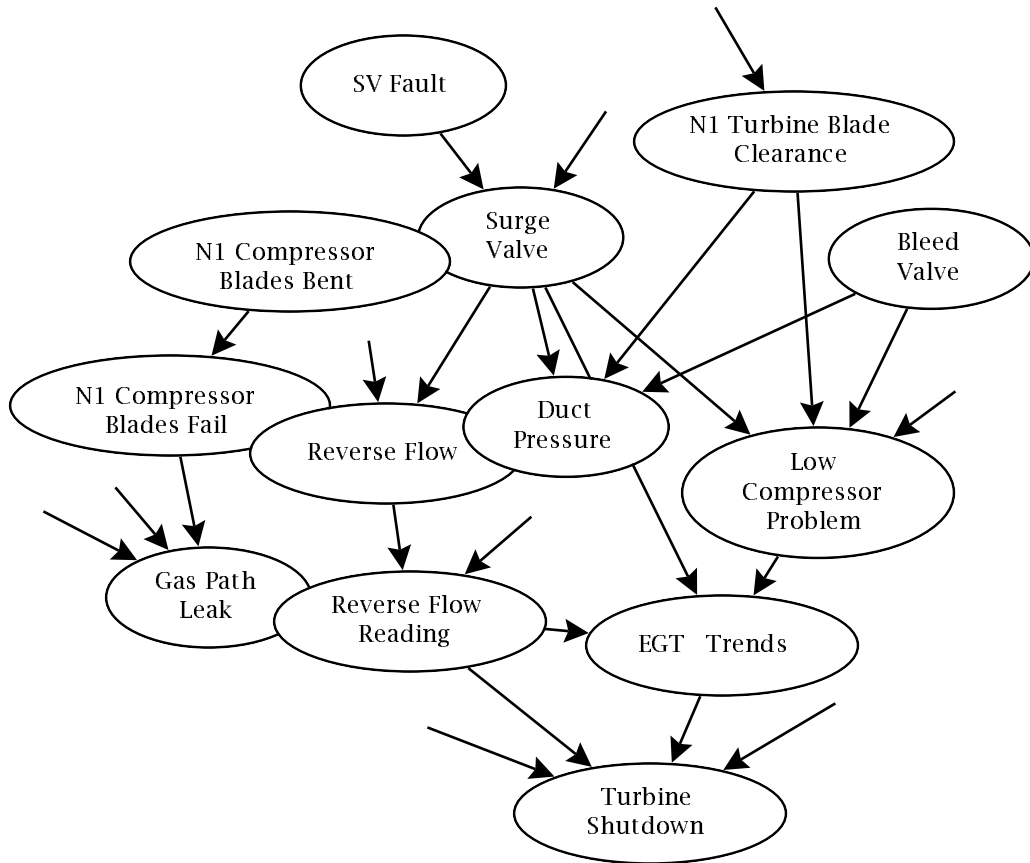 SV Fault
N1 Turbine Blade
Clearance
Surge
Valve
N1 Compressor
Blades Bent
Bleed
Valve
N1 Compressor
Blades Fail
Reverse Flow
Duct
Pressure
Low
Compressor
Problem
Gas Path
Leak
Reverse Flow
Reading
EGT Trends
Turbine
Shutdown